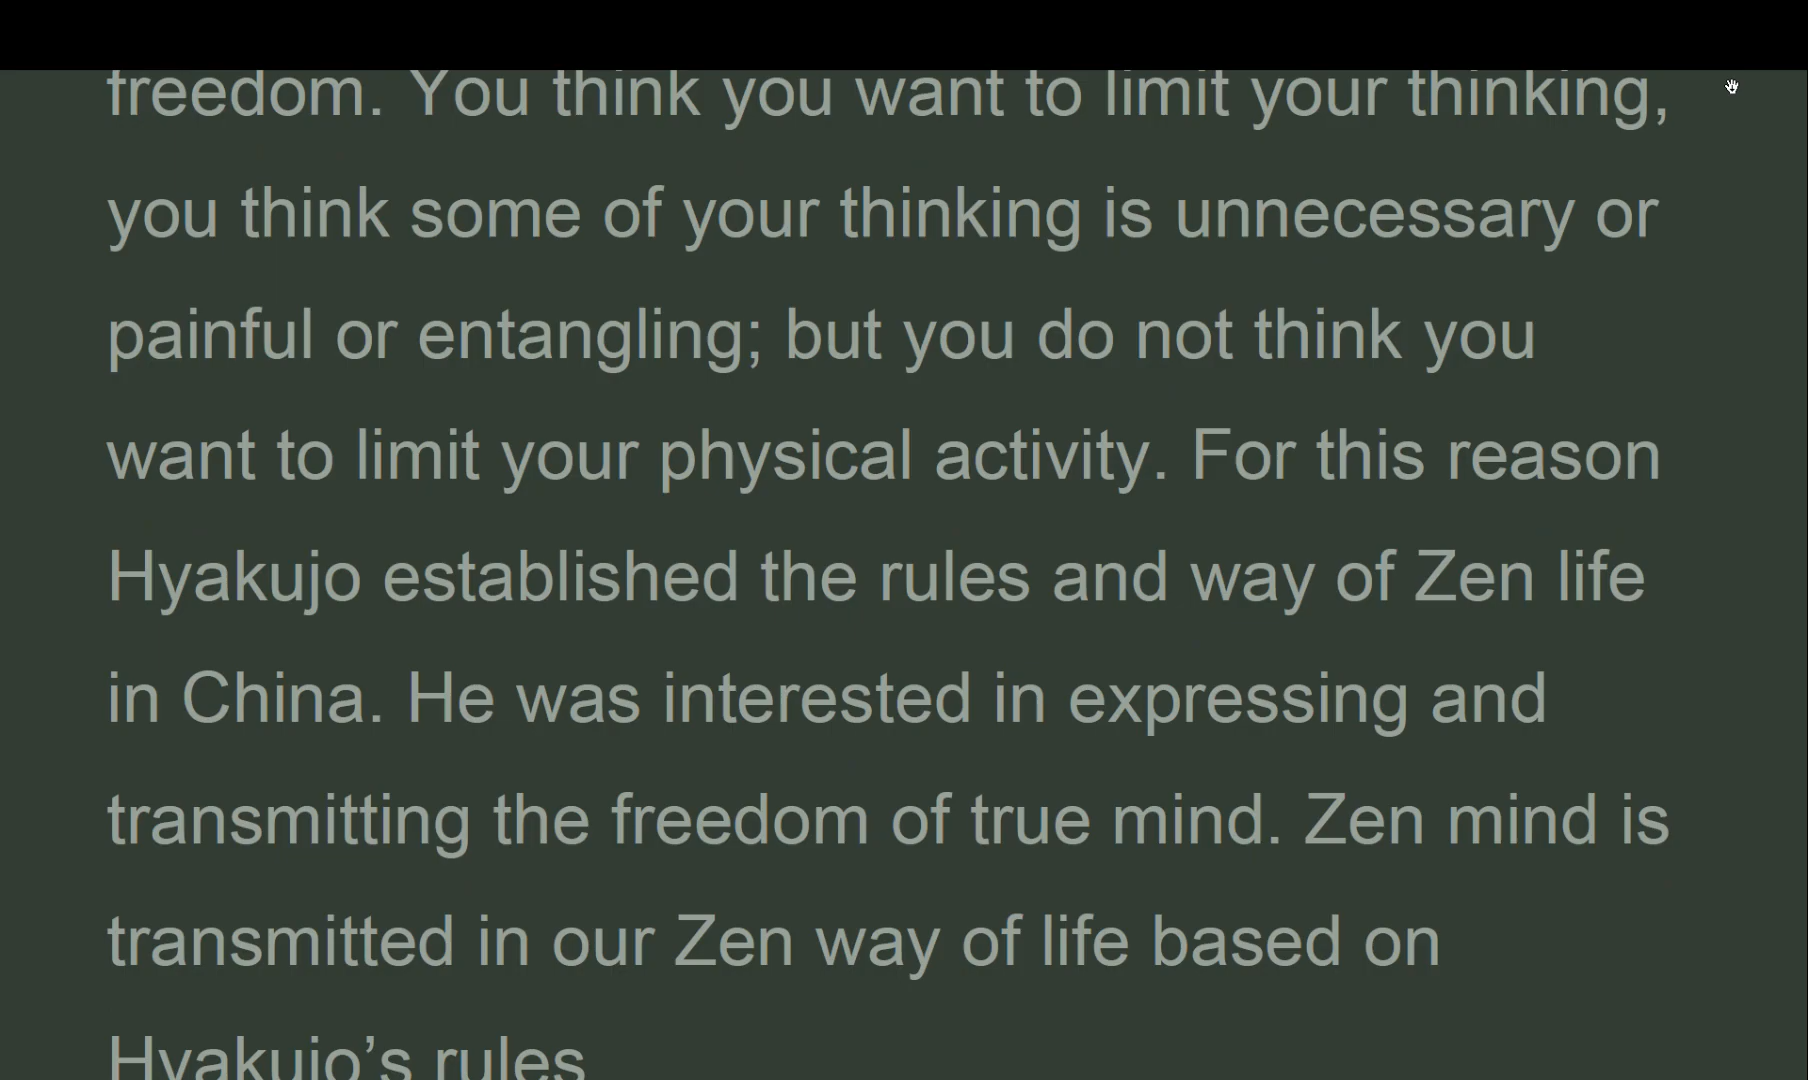 freedom. You think you want to limit your thinking,
you think some of your thinking is unnecessary or
painful or entangling; but you do not think you
want to limit your physical activity. For this reason
Hyakujo established the rules and way of Zen life
in China. He was interested in expressing and
transmitting the freedom of true mind. Zen mind is
transmitted in our Zen way of life based on
Hyakujo’s rules